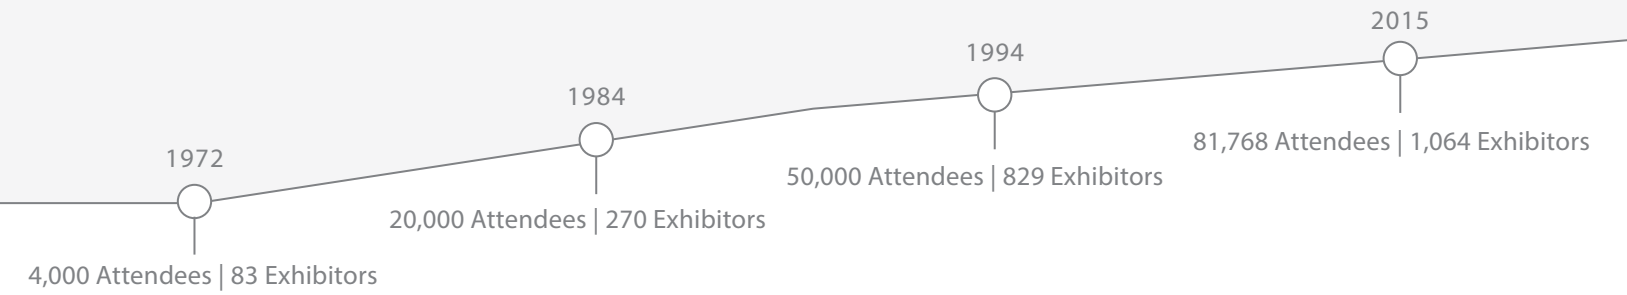 1972
4,000 Attendees | 83 Exhibitors
1984
20,000 Attendees | 270 Exhibitors
1994
50,000 Attendees | 829 Exhibitors
2015
81,768 Attendees | 1,064 Exhibitors